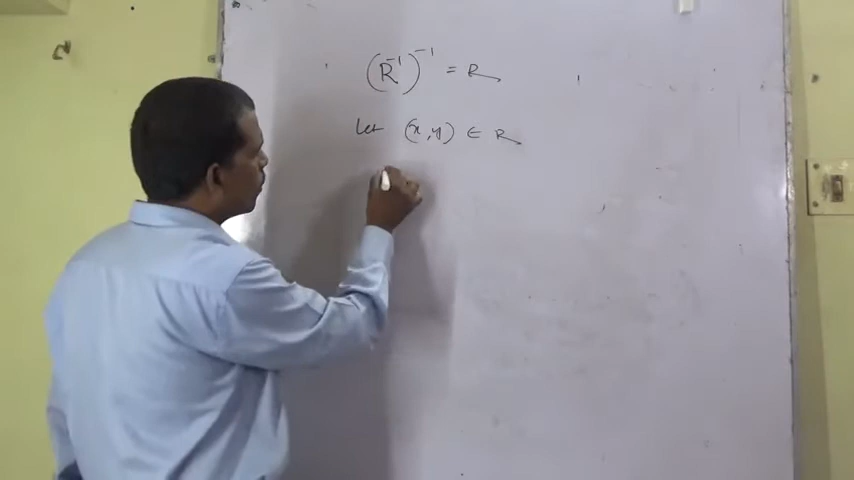 (R⁻¹)⁻¹ = R
Let (x, y) ∈ R